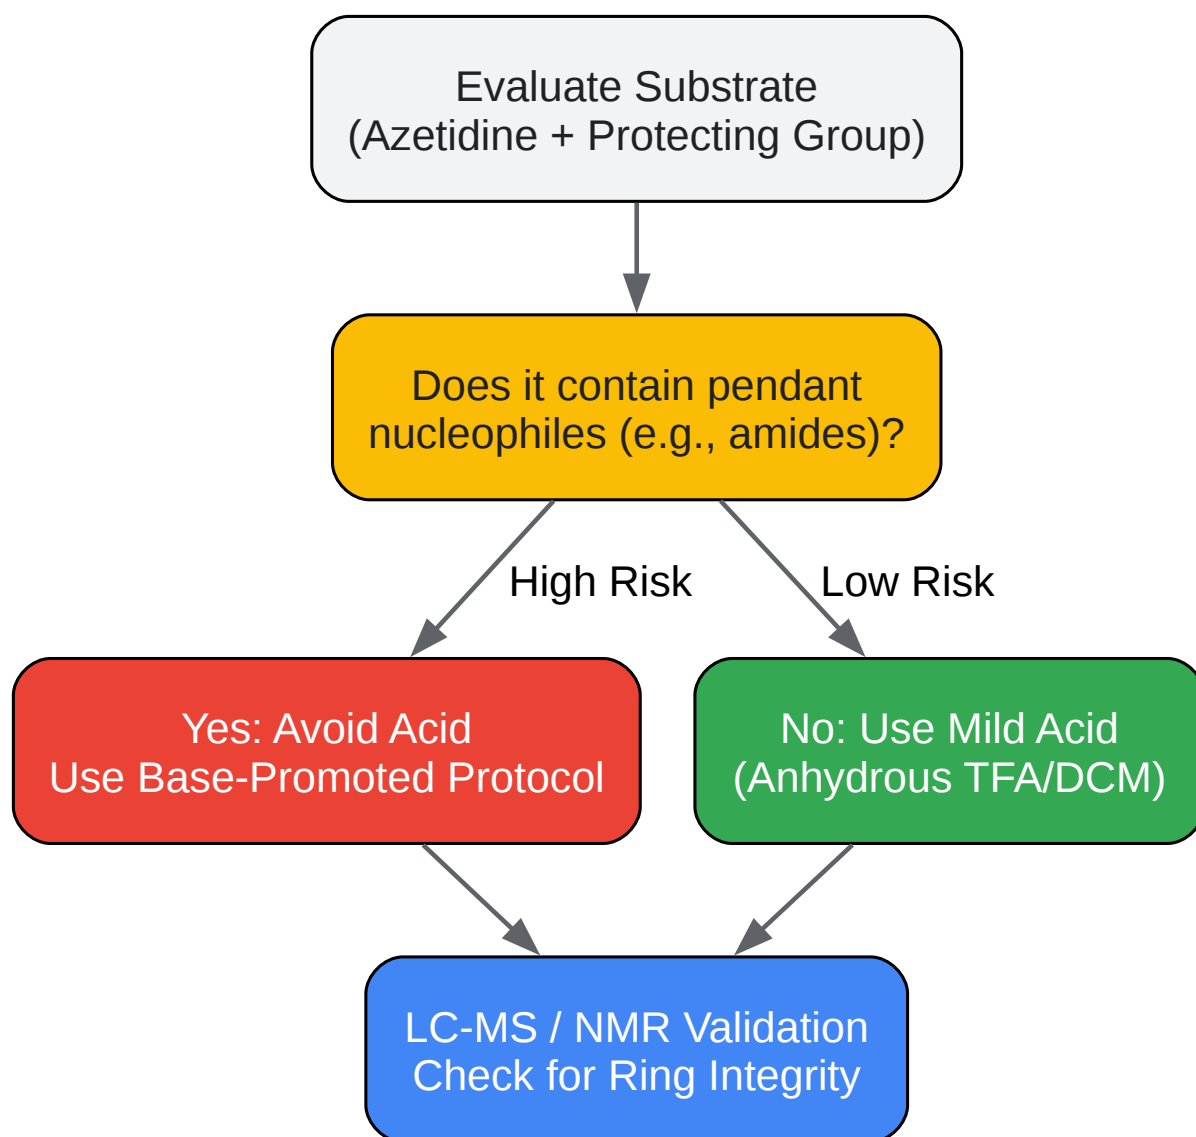 Evaluate Substrate
(Azetidine + Protecting Group)
Does it contain pendant
nucleophiles (e.g., amides)?
High Risk
Low Risk
Yes: Avoid Acid
Use Base-Promoted Protocol
No: Use Mild Acid
(Anhydrous TFA/DCM)
LC-MS / NMR Validation
Check for Ring Integrity